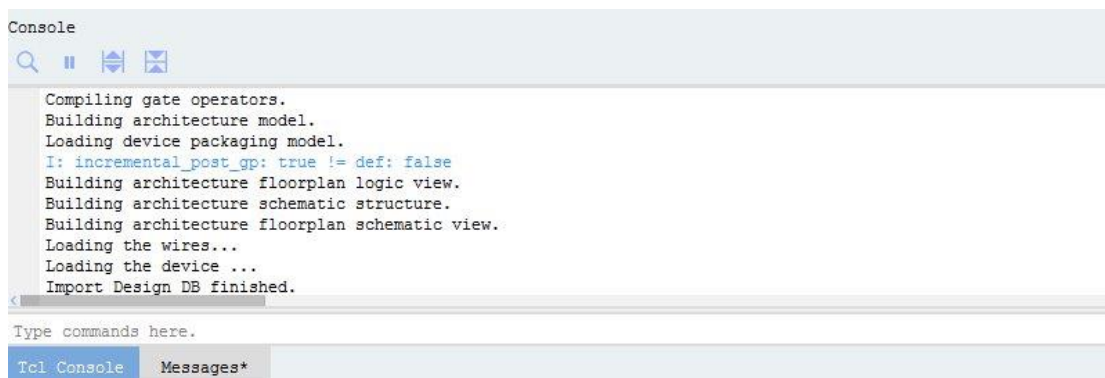 Console
Compiling gate operators.
Building architecture model.
Loading device packaging model.
I: incremental_post_gp: true != def: false
Building architecture floorplan logic view.
Building architecture schematic structure.
Building architecture floorplan schematic view.
Loading the wires...
Loading the device ...
Import Design DB finished.
Type commands here.
Tcl Console Messages*